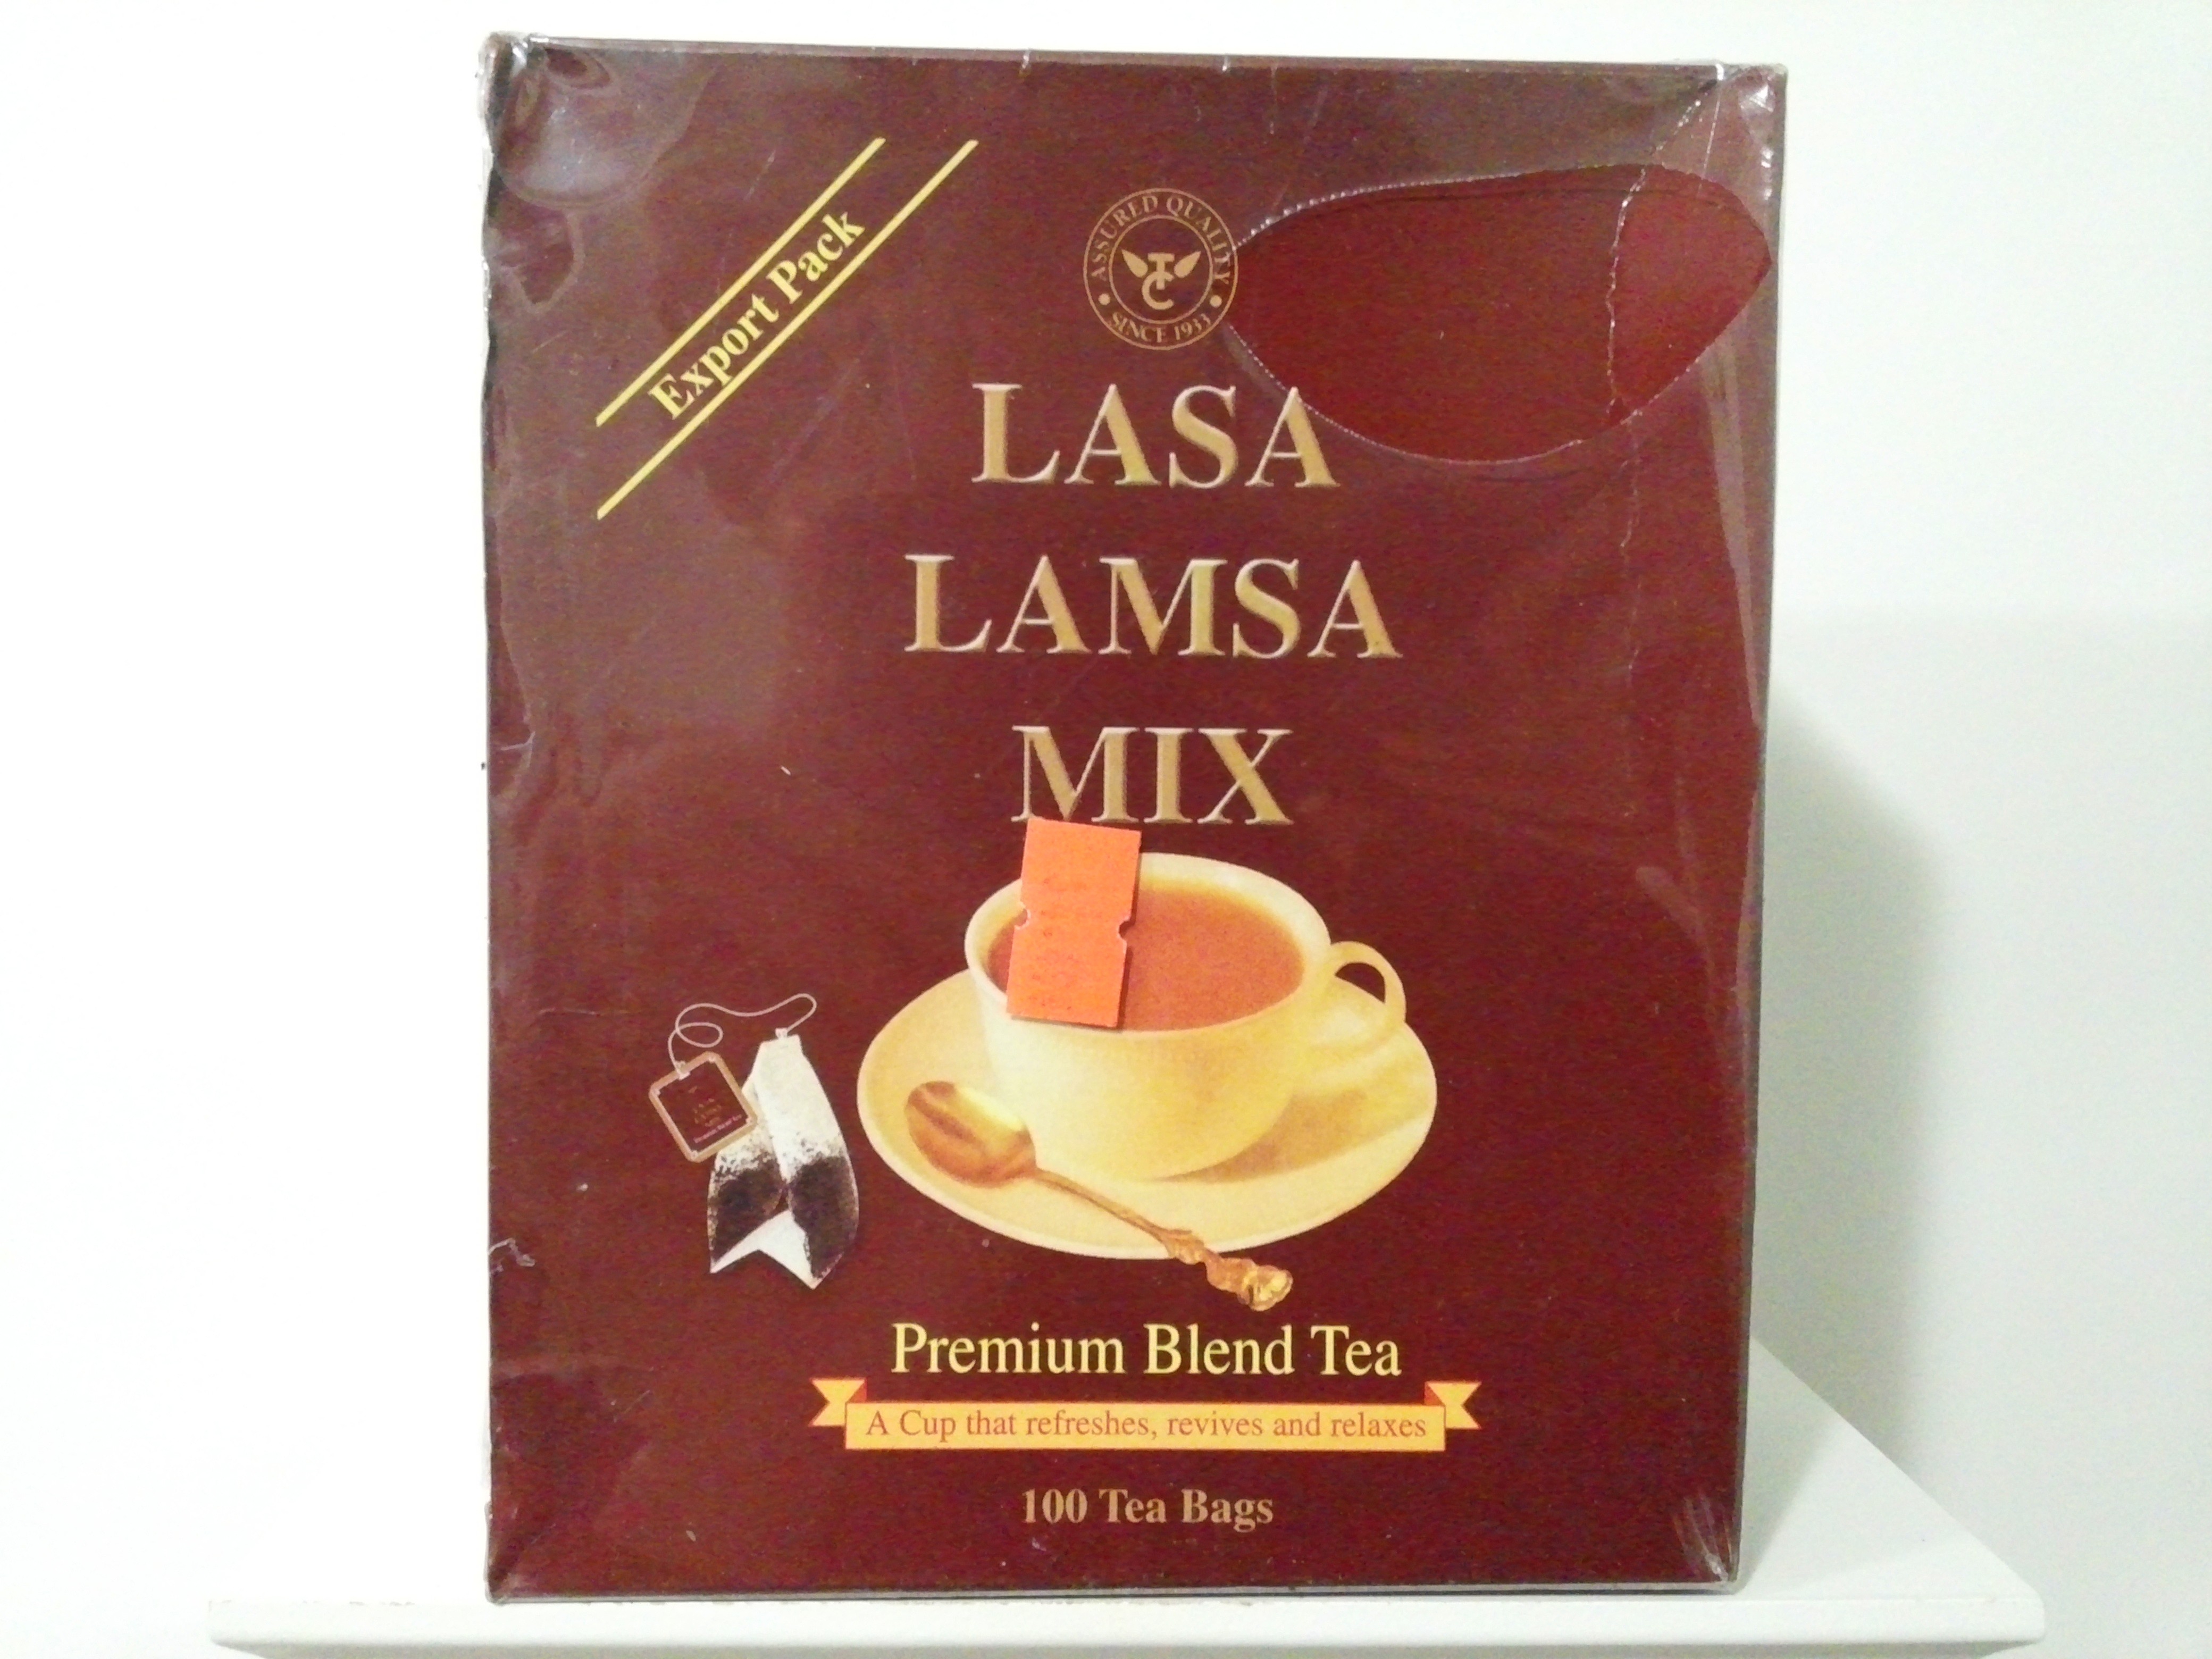 Export Pack
ASSURED QUALITY
TC
SINCE 1933
LASA
LAMSA
MIX
Premium Blend Tea
A Cup that refreshes, revives and relaxes
100 Tea Bags